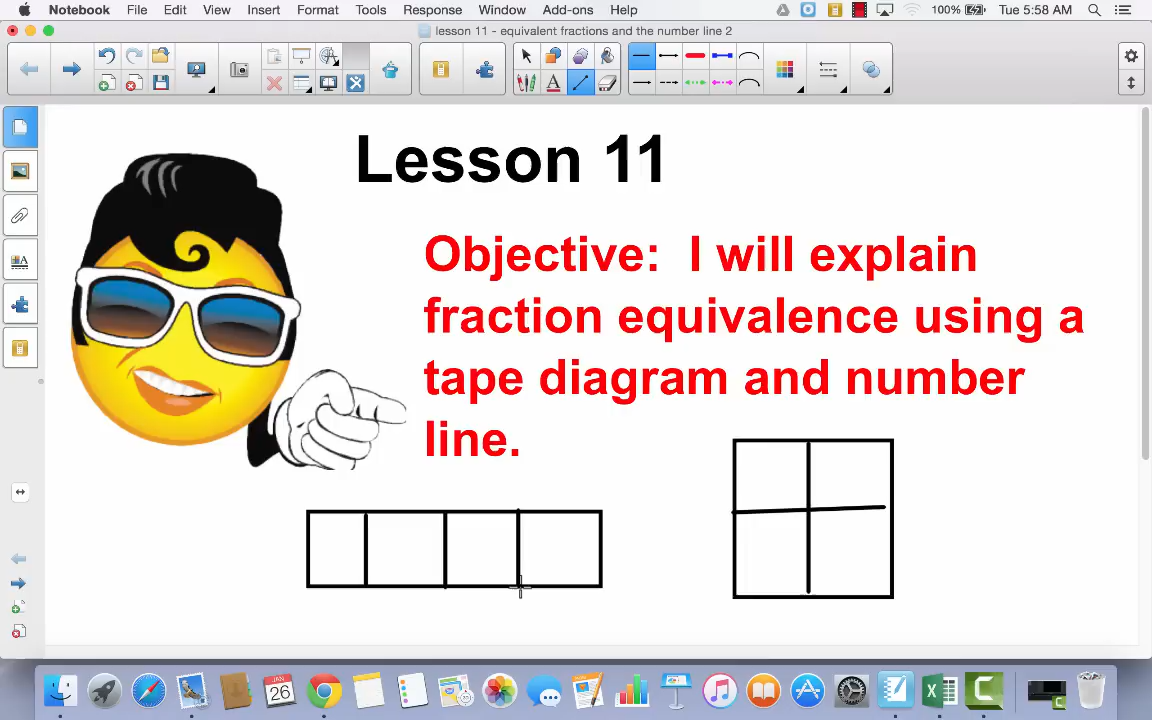 Notebook File Edit View Insert Format Tools Response Window Add-ons Help 100% Tue 5:58 AM
lesson 11 - equivalent fractions and the number line 2
Lesson 11
Objective: I will explain
fraction equivalence using a
tape diagram and number
line.
JAN
26